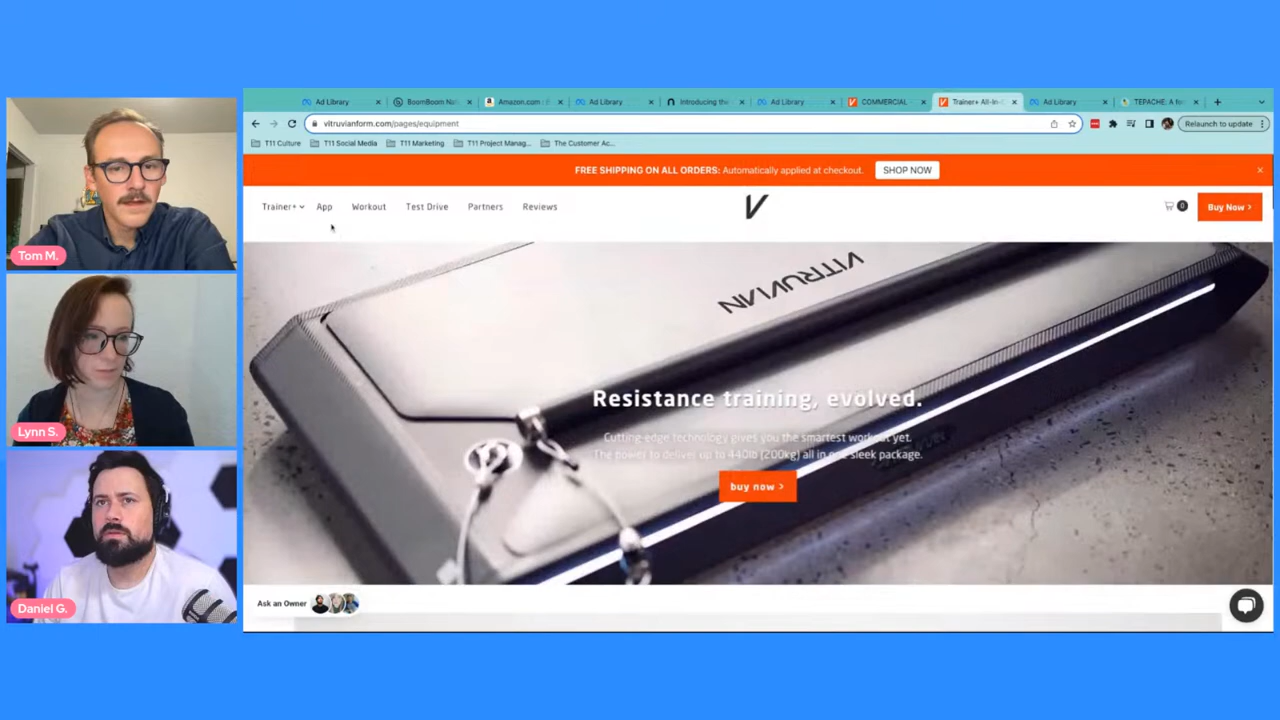 Ad Library
BoomBoom Nat
Amazon.com : B
Ad Library
Introducing the
Ad Library
COMMERCIAL
Trainer+ All-in-
Ad Library
TEPACHE: A
vitruvianform.com/pages/equipment
Relaunch to update
T11 Culture
T11 Social Media
T11 Marketing
T11 Project Manag...
The Customer Ac...
FREE SHIPPING ON ALL ORDERS: Automatically applied at checkout.
SHOP NOW
Trainer+
App
Workout
Test Drive
Partners
Reviews
V
0
Buy Now >
VITRUVIAN
Resistance training, evolved.
Cutting-edge technology gives you the smartest workout yet.
The power to deliver up to 440lb (200kg) all in one sleek package.
buy now >
Ask an Owner
Tom M.
Lynn S.
Daniel G.